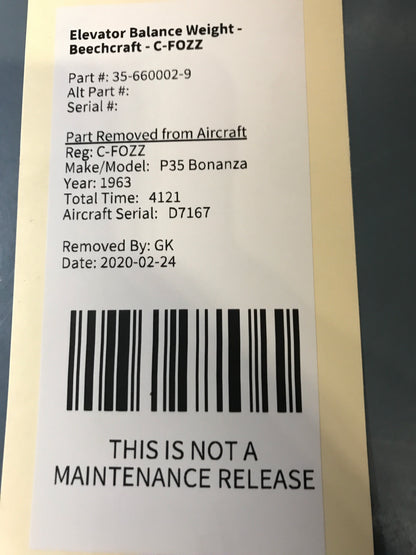 Elevator Balance Weight -
Beechcraft - C-FOZZ
Part #: 35-660002-9
Alt Part #:
Serial #:
Part Removed from Aircraft
Reg: C-FOZZ
Make/Model: P35 Bonanza
Year: 1963
Total Time: 4121
Aircraft Serial: D7167
Removed By: GK
Date: 2020-02-24
THIS IS NOT A
MAINTENANCE RELEASE